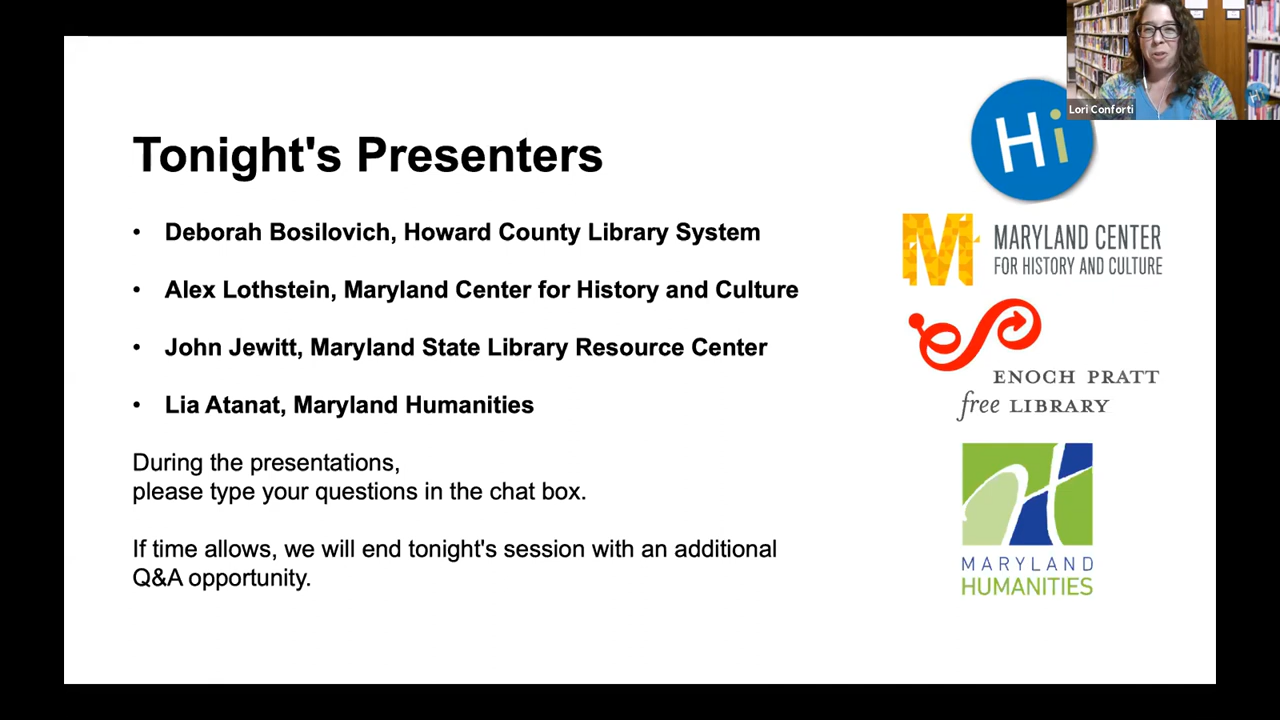 Lori Conforti
Hi
Tonight's Presenters
• Deborah Bosilovich, Howard County Library System
• Alex Lothstein, Maryland Center for History and Culture
• John Jewitt, Maryland State Library Resource Center
• Lia Atanat, Maryland Humanities
During the presentations,
please type your questions in the chat box.
If time allows, we will end tonight's session with an additional
Q&A opportunity.
M
MARYLAND CENTER
FOR HISTORY AND CULTURE
ENOCH PRATT
free LIBRARY
MARYLAND
HUMANITIES